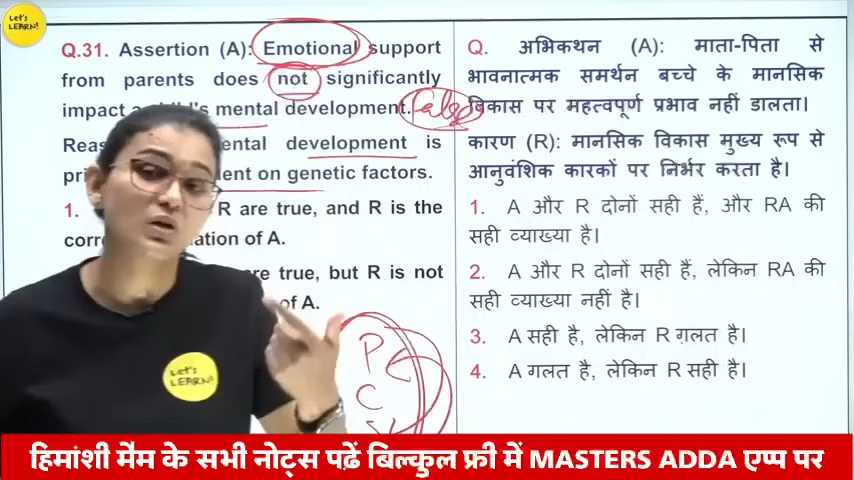 Let's
LEARN!
Q.31. Assertion (A): Emotional support
from parents does not significantly
impact a child's mental development.
Reas ental development is
pri ent on genetic factors.
1. R are true, and R is the
corre ation of A.
are true, but R is not
of A.
False
P
C
Q. अभिकथन (A): माता-पिता से
भावनात्मक समर्थन बच्चे के मानसिक
विकास पर महत्वपूर्ण प्रभाव नहीं डालता।
कारण (R): मानसिक विकास मुख्य रूप से
आनुवंशिक कारकों पर निर्भर करता है।
1. A और R दोनों सही हैं, और RA की
सही व्याख्या है।
2. A और R दोनों सही हैं, लेकिन RA की
सही व्याख्या नहीं है।
3. A सही है, लेकिन R ग़लत है।
4. A गलत है, लेकिन R सही है।
Let's
LEARN!
हिमांशी मैम के सभी नोट्स पढ़ें बिल्कुल फ्री में MASTERS ADDA एप्प पर